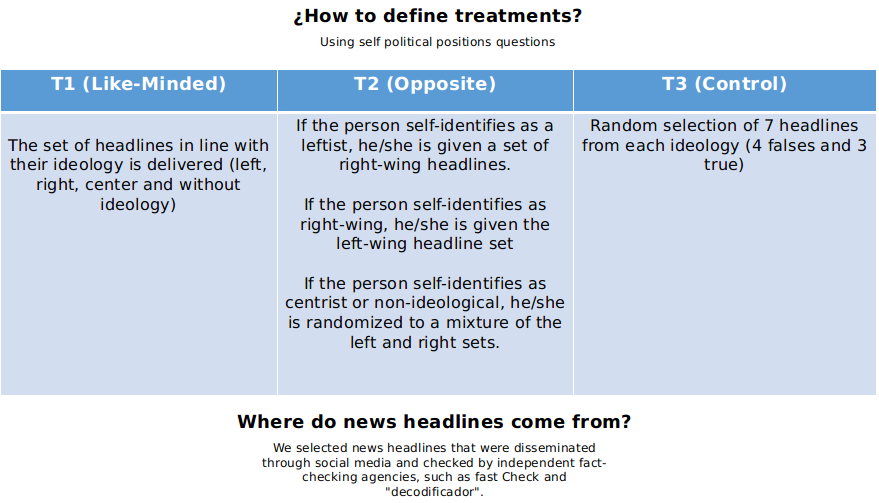 ¿How to define treatments?
Using self political positions questions
T1 (Like-Minded)
T2 (Opposite)
T3 (Control)
The set of headlines in line with
their ideology is delivered (left,
right, center and without
ideology)
If the person self-identifies as a
leftist, he/she is given a set of
right-wing headlines.
If the person self-identifies as
right-wing, he/she is given the
left-wing headline set
If the person self-identifies as
centrist or non-ideological, he/she
is randomized to a mixture of the
left and right sets.
Random selection of 7 headlines
from each ideology (4 falses and 3
true)
Where do news headlines come from?
We selected news headlines that were disseminated
through social media and checked by independent fact-
checking agencies, such as fast Check and
"decodificador".